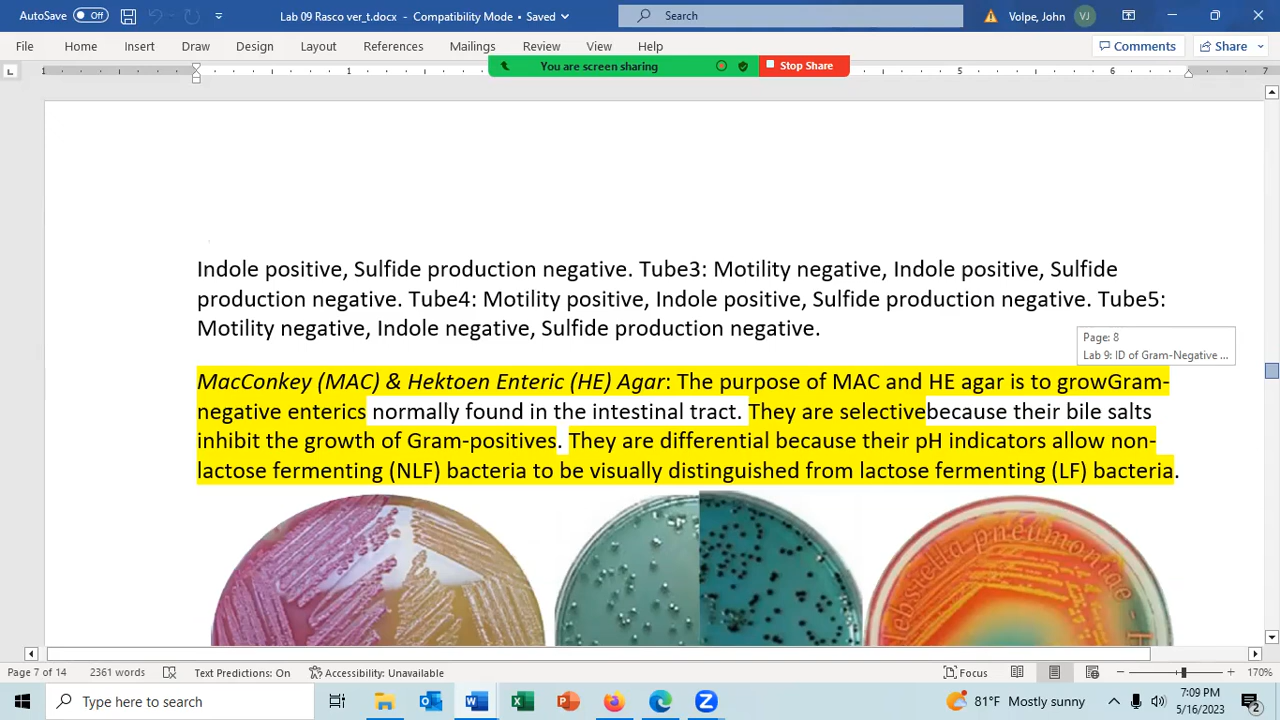 AutoSave Off Lab 09 Rasco ver_t.docx - Compatibility Mode • Saved Search Volpe, John VJ
File Home Insert Draw Design Layout References Mailings Review View Help Comments Share
You are screen sharing Stop Share
1 1 5 6 7
Indole positive, Sulfide production negative. Tube3: Motility negative, Indole positive, Sulfide
production negative. Tube4: Motility positive, Indole positive, Sulfide production negative. Tube5:
Motility negative, Indole negative, Sulfide production negative.
Page: 8
Lab 9: ID of Gram-Negative ...
MacConkey (MAC) & Hektoen Enteric (HE) Agar: The purpose of MAC and HE agar is to growGram-
negative enterics normally found in the intestinal tract. They are selectivebecause their bile salts
inhibit the growth of Gram-positives. They are differential because their pH indicators allow non-
lactose fermenting (NLF) bacteria to be visually distinguished from lactose fermenting (LF) bacteria.
ebsiella pneumoniae - H
Page 7 of 14 2361 words Text Predictions: On Accessibility: Unavailable Focus 170%
Type here to search 81°F Mostly sunny 7:09 PM
5/16/2023 2